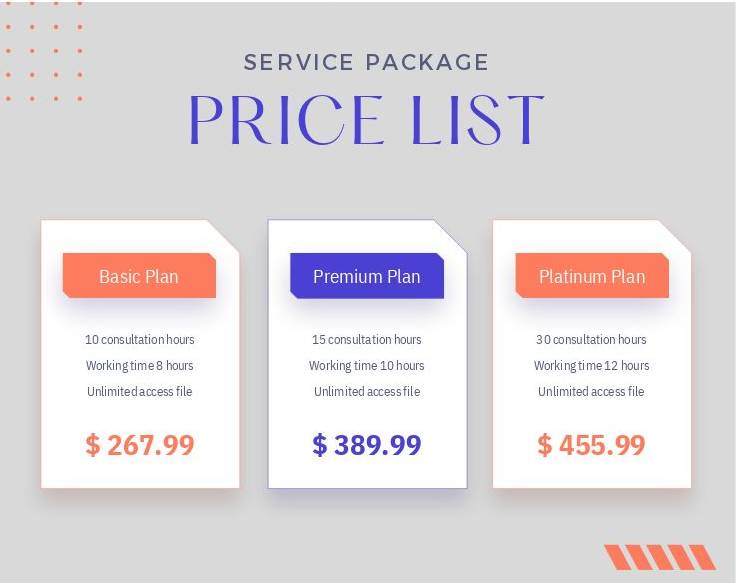 SERVICE PACKAGE
PRICE LIST
Basic Plan
10 consultation hours
Working time 8 hours
Unlimited access file
$ 267.99
Premium Plan
15 consultation hours
Working time 10 hours
Unlimited access file
$ 389.99
Platinum Plan
30 consultation hours
Working time 12 hours
Unlimited access file
$ 455.99